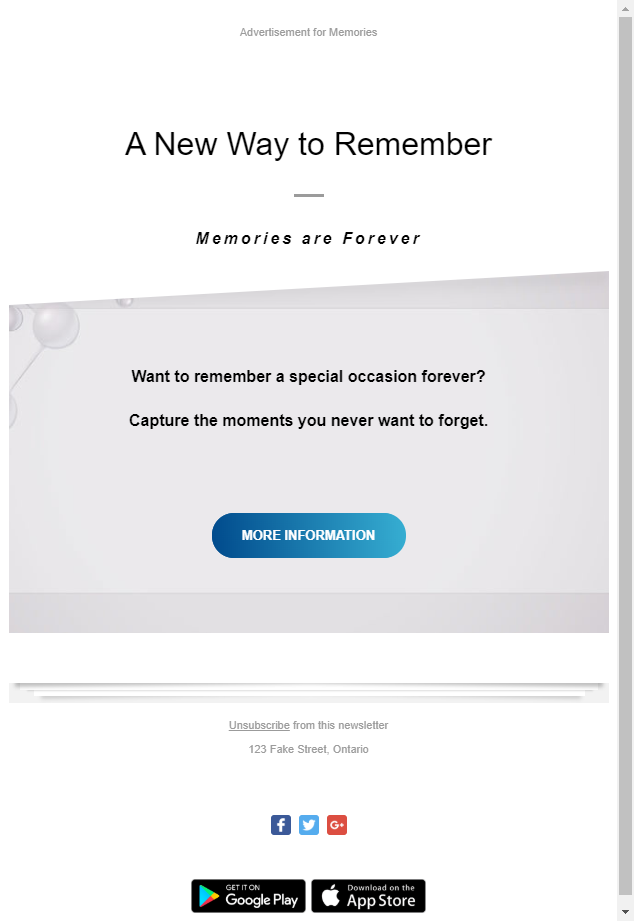 Advertisement for Memories
A New Way to Remember
Memories are Forever
Want to remember a special occasion forever?
Capture the moments you never want to forget.
MORE INFORMATION
Unsubscribe from this newsletter
123 Fake Street, Ontario
f G+
GET IT ON
Google Play
Download on the
App Store